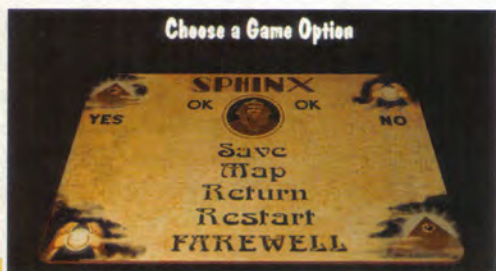 Choose a Game Option
SPHINX
OK OK
YES NO
Save
Map
Return
Restart
FAREWELL